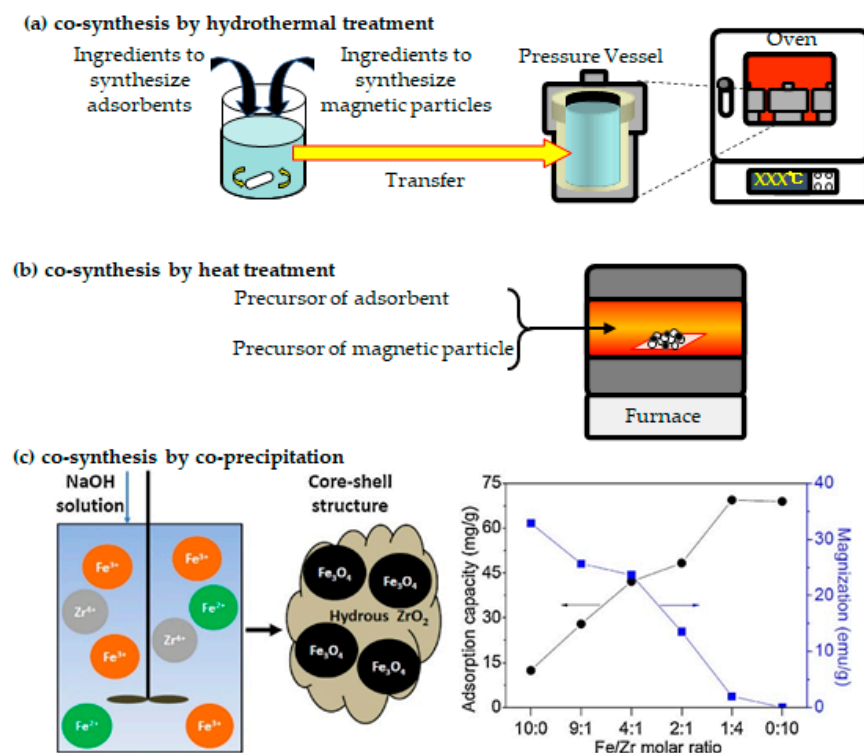 (a) co-synthesis by hydrothermal treatment
Ingredients to
synthesize
adsorbents
Ingredients to
synthesize
magnetic particles
Transfer
Pressure Vessel
Oven
XXX℃
(b) co-synthesis by heat treatment
Precursor of adsorbent
Precursor of magnetic particle
Furnace
(c) co-synthesis by co-precipitation
NaOH
solution
Fe³⁺
Fe³⁺
Zr⁴⁺
Fe²⁺
Zr⁴⁺
Fe³⁺
Fe²⁺
Fe³⁺
Core-shell
structure
Fe₃O₄
Fe₃O₄
Hydrous ZrO₂
Fe₃O₄
Fe₃O₄
Adsorption capacity (mg/g)
75
60
45
30
15
0
40
30
20
10
0
Magnization (emu/g)
10:0 9:1 4:1 2:1 1:4 0:10
Fe/Zr molar ratio